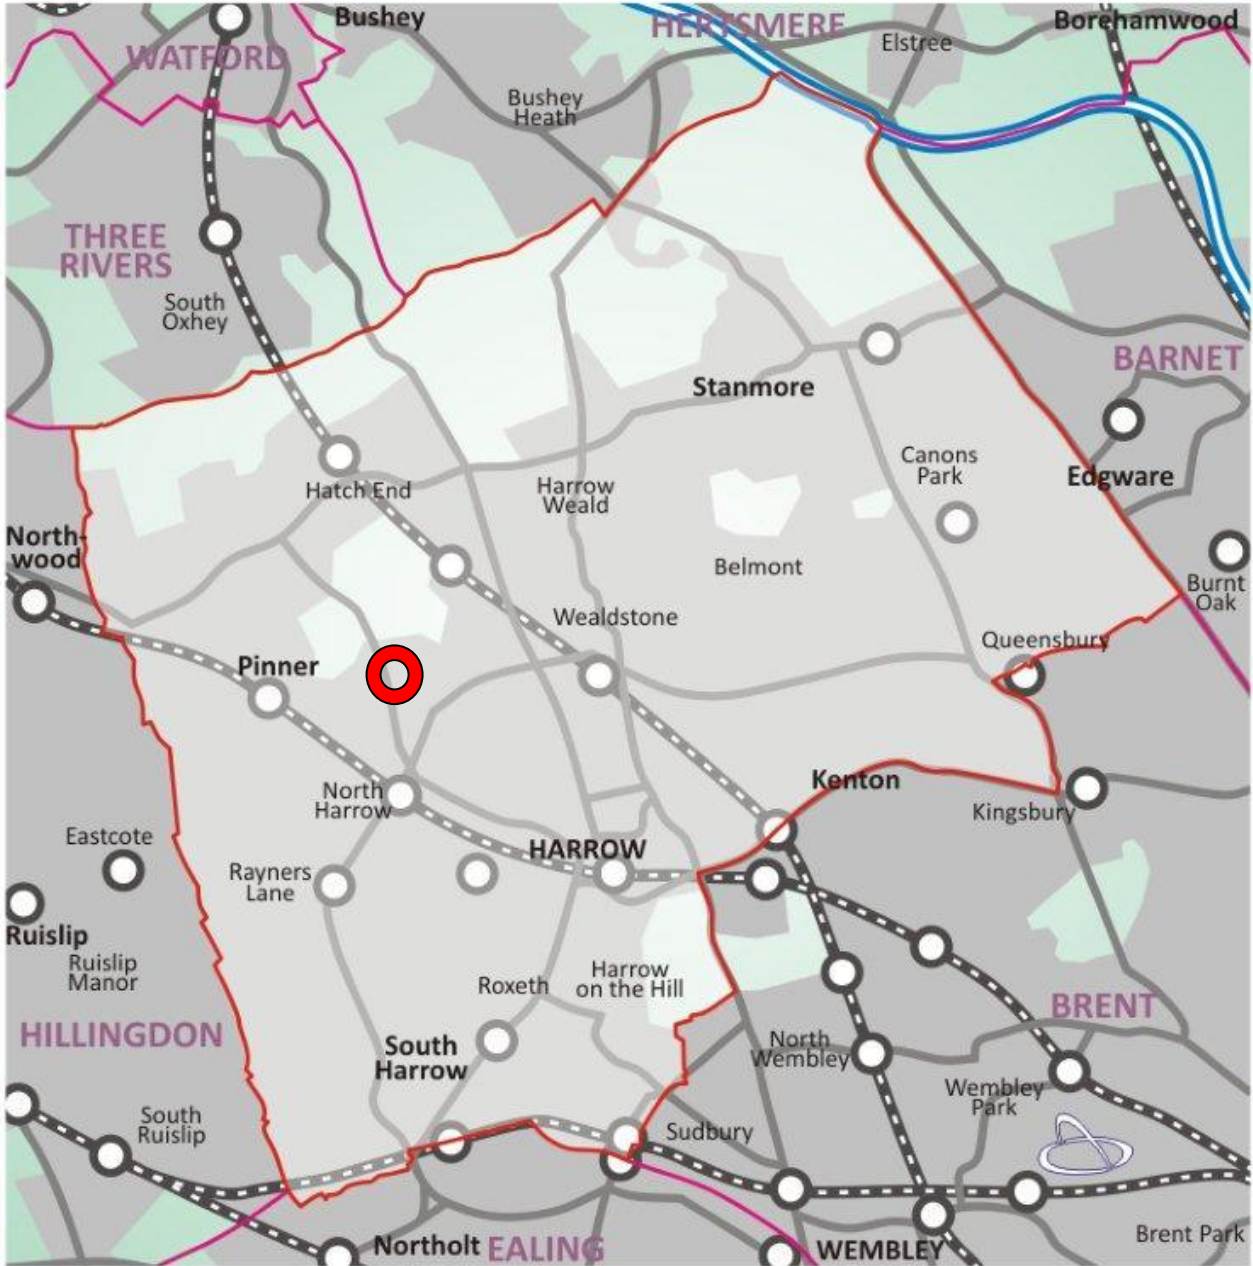 Bushey
HERTSMERE
Borehamwood
Elstree
WATFORD
Bushey
Heath
THREE
RIVERS
South
Oxhey
BARNET
Stanmore
Canons
Park
Edgware
Hatch End
Harrow
Weald
North-
wood
Belmont
Burnt
Oak
Wealdstone
Queensbury
Pinner
North
Harrow
Kenton
Kingsbury
Eastcote
HARROW
Rayners
Lane
Ruislip
Ruislip
Manor
Roxeth
Harrow
on the Hill
HILLINGDON
BRENT
South
Harrow
North
Wembley
Wembley
Park
South
Ruislip
Sudbury
Northolt
EALING
WEMBLEY
Brent Park